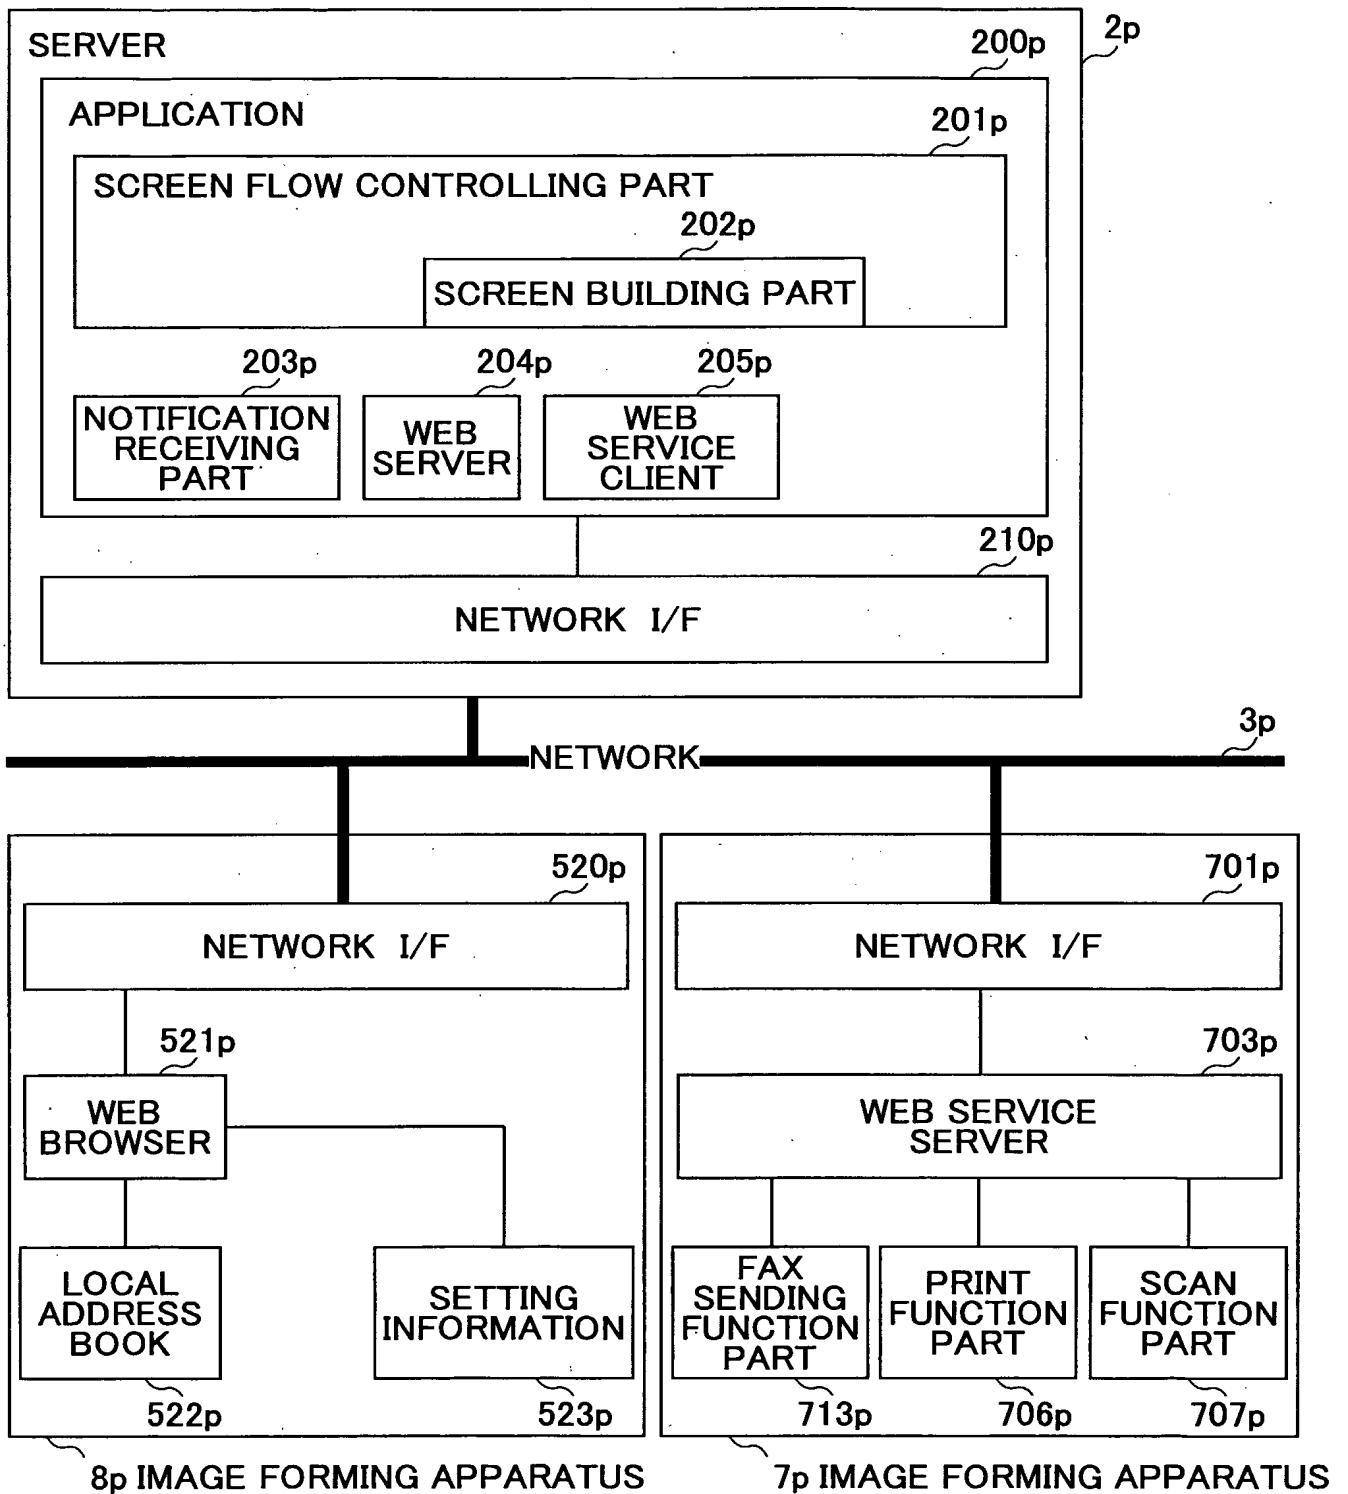 SERVER
2p
200p
APPLICATION
201p
SCREEN FLOW CONTROLLING PART
202p
SCREEN BUILDING PART
203p
NOTIFICATION
RECEIVING
PART
204p
WEB
SERVER
205p
WEB
SERVICE
CLIENT
210p
NETWORK I/F
3p
NETWORK
520p
NETWORK I/F
521p
WEB
BROWSER
LOCAL
ADDRESS
BOOK
522p
SETTING
INFORMATION
523p
8p IMAGE FORMING APPARATUS
701p
NETWORK I/F
703p
WEB SERVICE
SERVER
FAX
SENDING
FUNCTION
PART
713p
PRINT
FUNCTION
PART
706p
SCAN
FUNCTION
PART
707p
7p IMAGE FORMING APPARATUS